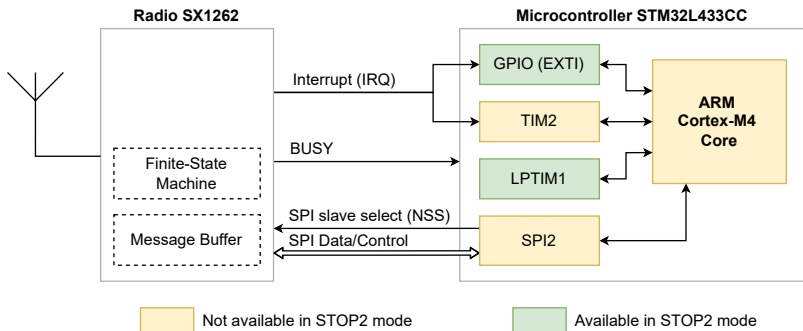 Radio SX1262
Microcontroller STM32L433CC
Interrupt (IRQ)
GPIO (EXTI)
TIM2
ARM
Cortex-M4
Core
BUSY
Finite-State
Machine
LPTIM1
SPI slave select (NSS)
SPI Data/Control
Message Buffer
SPI2
Not available in STOP2 mode
Available in STOP2 mode